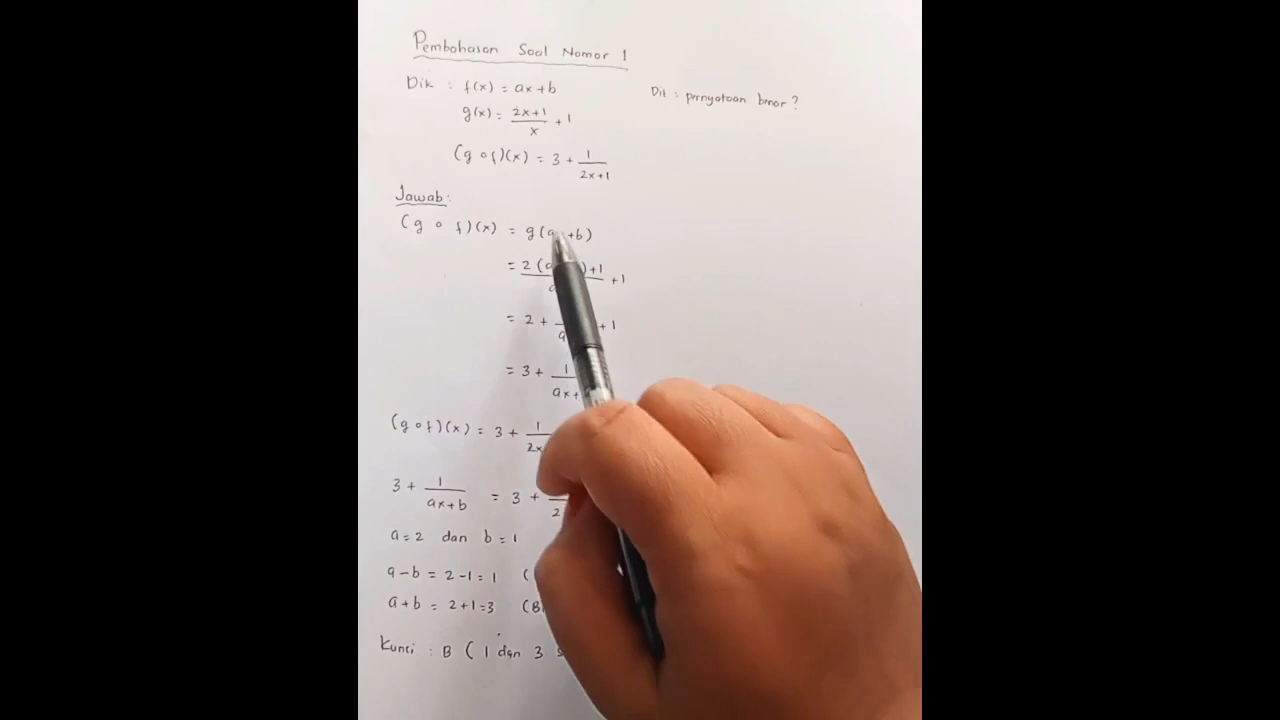 Pembahasan Soal Nomor 1
Dik : f(x) = ax+b
Dit : pernyataan benar?
g(x) = 2x+1/x + 1
(g o f)(x) = 3 + 1/2x+1
Jawab:
(g o f)(x) = g(a +b)
= 2( )+1 / + 1
= 2 + + 1
= 3 + 1/ax+
(g o f)(x) = 3 + 1/2x
3 + 1/ax+b = 3 +
a=2 dan b=1
a-b = 2-1=1 (
a+b = 2+1=3 (B
Kunci : B ( 1 dan 3